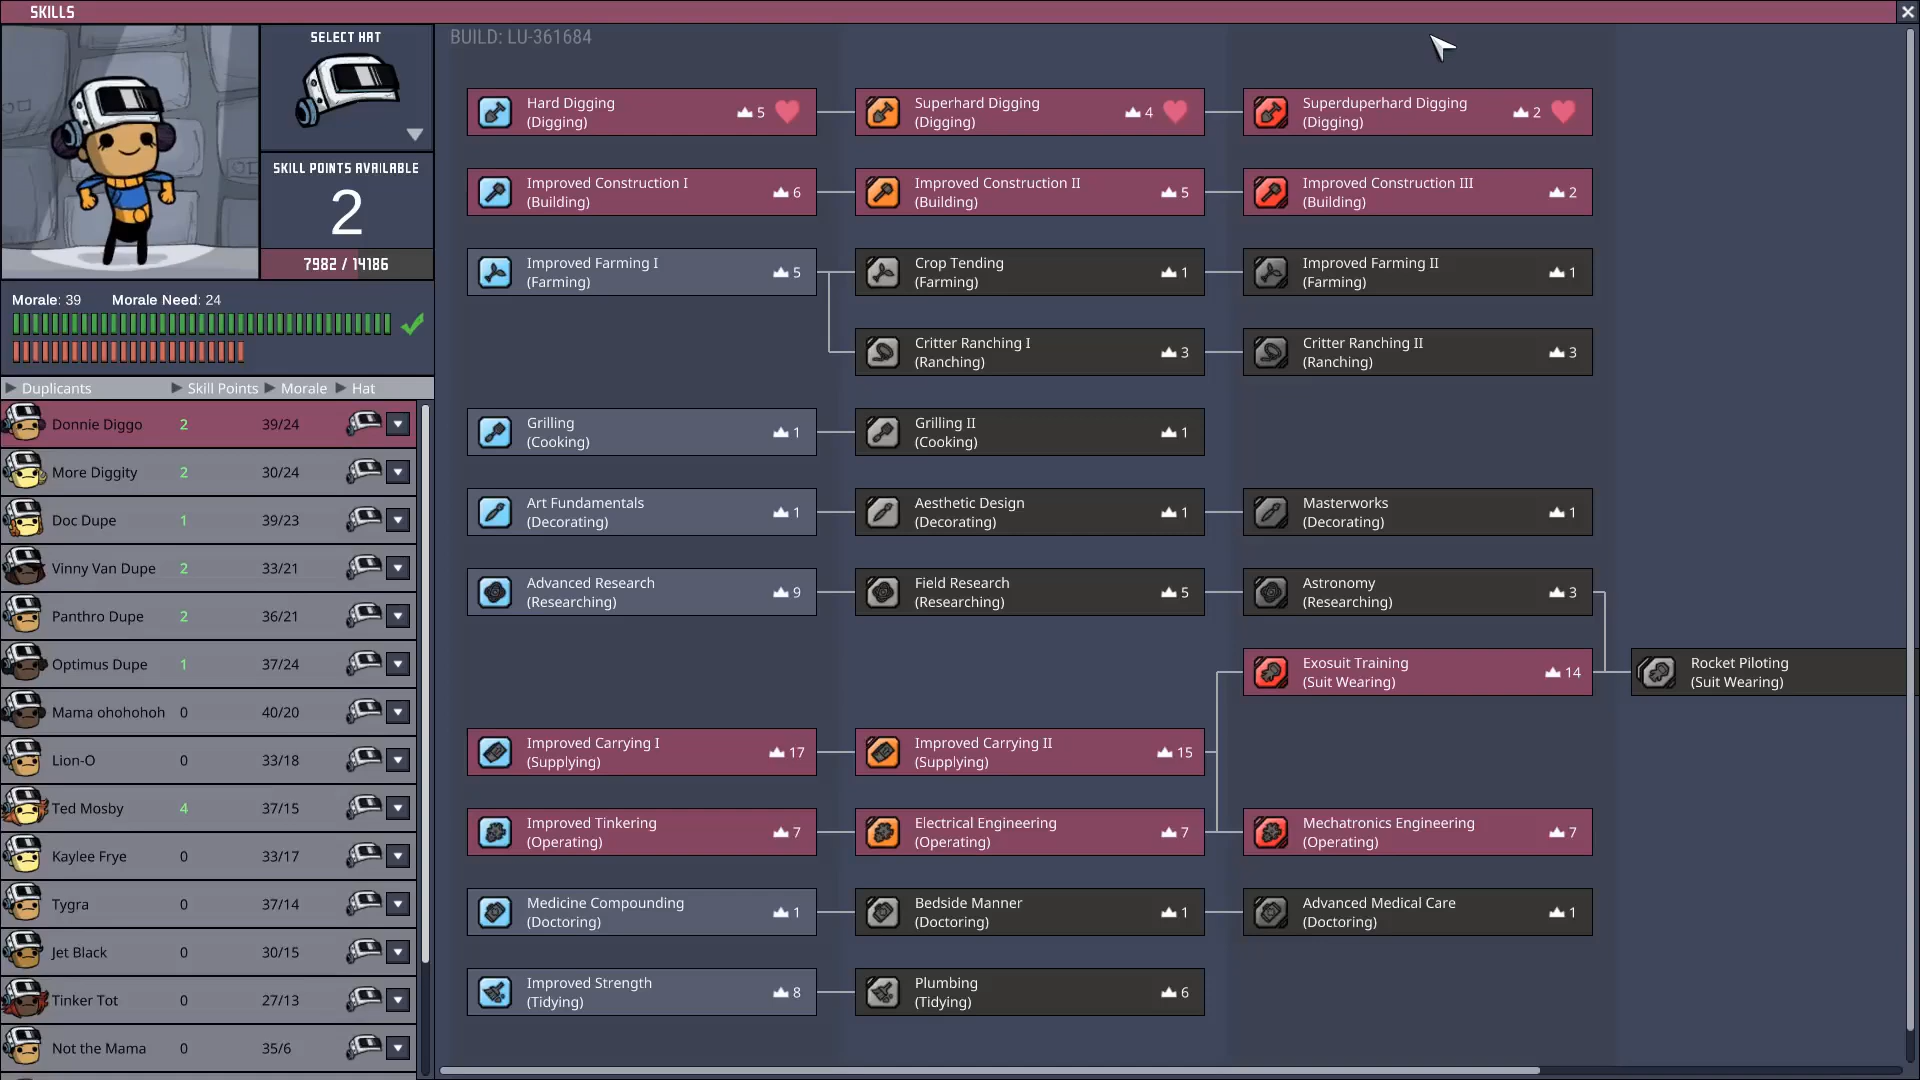 SKILLS
SELECT HAT
SKILL POINTS AVAILABLE
2
7982 / 14186
Morale: 39 Morale Need: 24
Duplicants Skill Points Morale Hat
Donnie Diggo 2 39/24
More Diggity 2 30/24
Doc Dupe 1 39/23
Vinny Van Dupe 2 33/21
Panthro Dupe 2 36/21
Optimus Dupe 1 37/24
Mama ohohohoh 0 40/20
Lion-O 0 33/18
Ted Mosby 4 37/15
Kaylee Frye 0 33/17
Tygra 0 37/14
Jet Black 0 30/15
Tinker Tot 0 27/13
Not the Mama 0 35/6
BUILD: LU-361684
Hard Digging
(Digging)
5
Superhard Digging
(Digging)
4
Superduperhard Digging
(Digging)
2
Improved Construction I
(Building)
6
Improved Construction II
(Building)
5
Improved Construction III
(Building)
2
Improved Farming I
(Farming)
5
Crop Tending
(Farming)
1
Improved Farming II
(Farming)
1
Critter Ranching I
(Ranching)
3
Critter Ranching II
(Ranching)
3
Grilling
(Cooking)
1
Grilling II
(Cooking)
1
Art Fundamentals
(Decorating)
1
Aesthetic Design
(Decorating)
1
Masterworks
(Decorating)
1
Advanced Research
(Researching)
9
Field Research
(Researching)
5
Astronomy
(Researching)
3
Exosuit Training
(Suit Wearing)
14
Rocket Piloting
(Suit Wearing)
Improved Carrying I
(Supplying)
17
Improved Carrying II
(Supplying)
15
Improved Tinkering
(Operating)
7
Electrical Engineering
(Operating)
7
Mechatronics Engineering
(Operating)
7
Medicine Compounding
(Doctoring)
1
Bedside Manner
(Doctoring)
1
Advanced Medical Care
(Doctoring)
1
Improved Strength
(Tidying)
8
Plumbing
(Tidying)
6